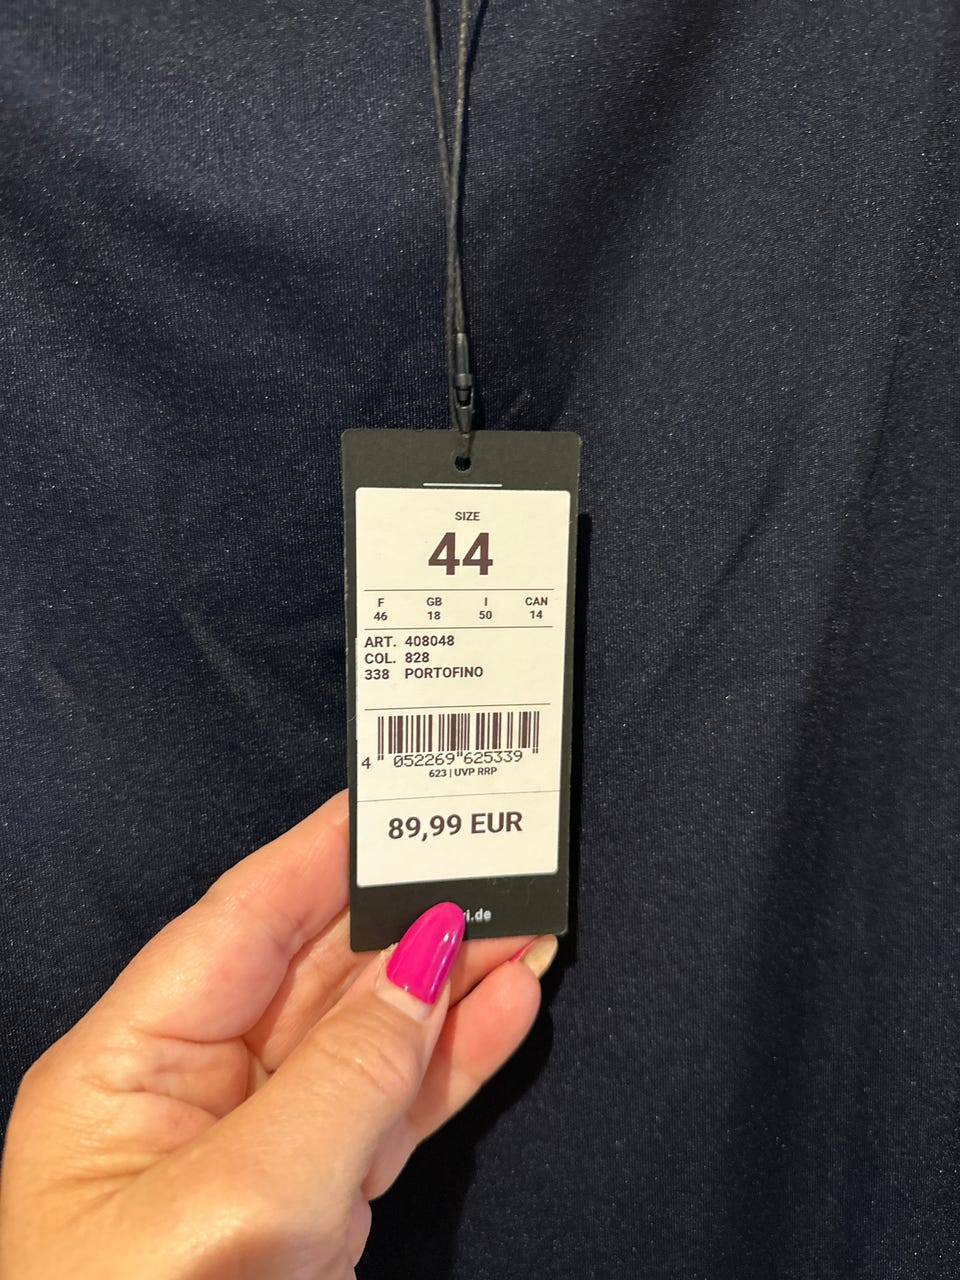 SIZE
44
F GB I CAN
46 18 50 14
ART. 408048
COL. 828
338 PORTOFINO
4 052269 625339
623 | UVP RRP
89,99 EUR